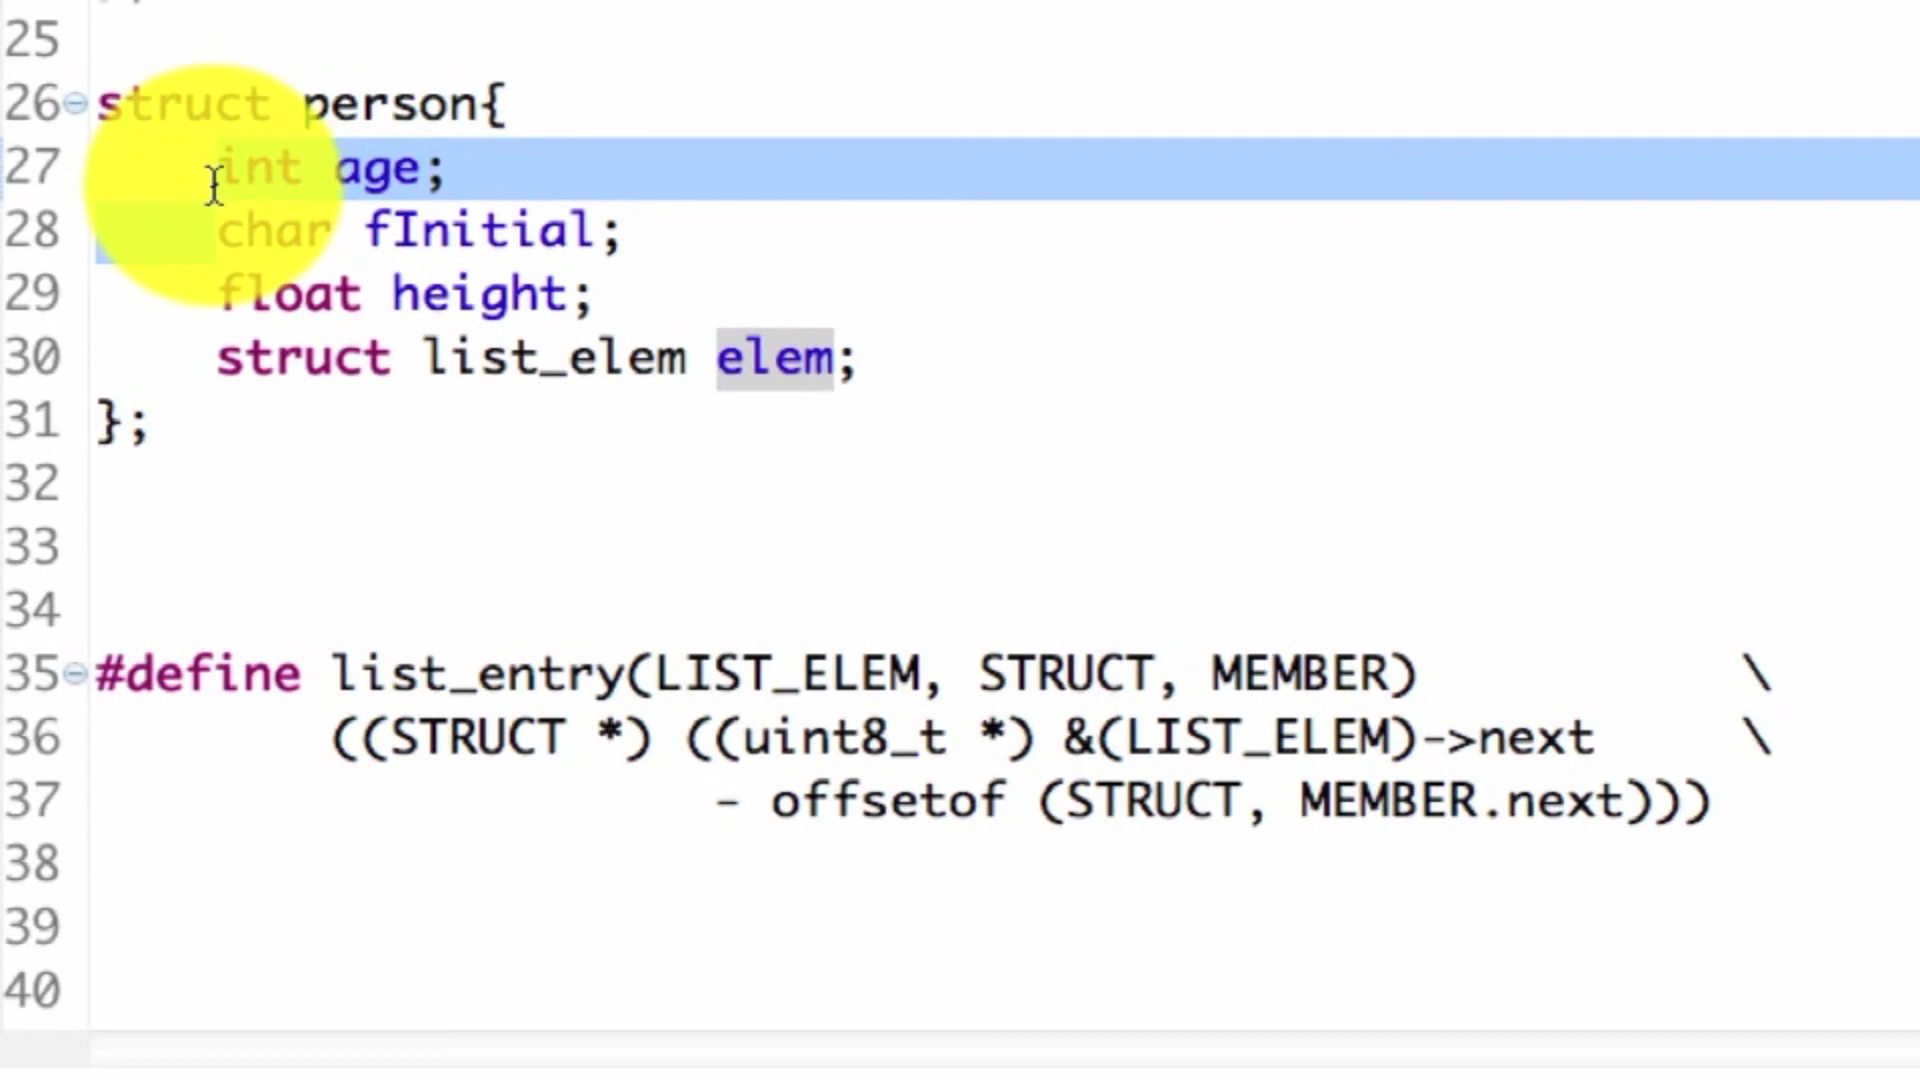 25
26 struct person{
27 int age;
28 char fInitial;
29 float height;
30 struct list_elem elem;
31 };
32
33
34
35 #define list_entry(LIST_ELEM, STRUCT, MEMBER) \
36 ((STRUCT *) ((uint8_t *) &(LIST_ELEM)->next \
37 - offsetof (STRUCT, MEMBER.next)))
38
39
40